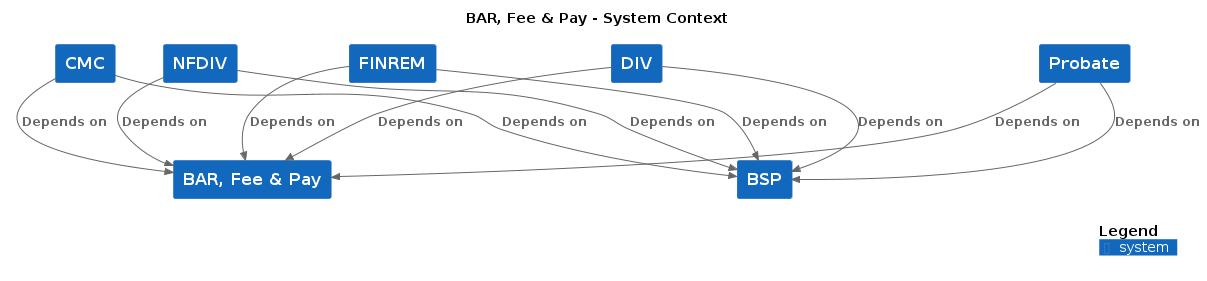 BAR, Fee & Pay - System Context
CMC
NFDIV
FINREM
DIV
Probate
Depends on
Depends on
Depends on
Depends on
Depends on
Depends on
Depends on
Depends on
Depends on
Depends on
BAR, Fee & Pay
BSP
Legend
system